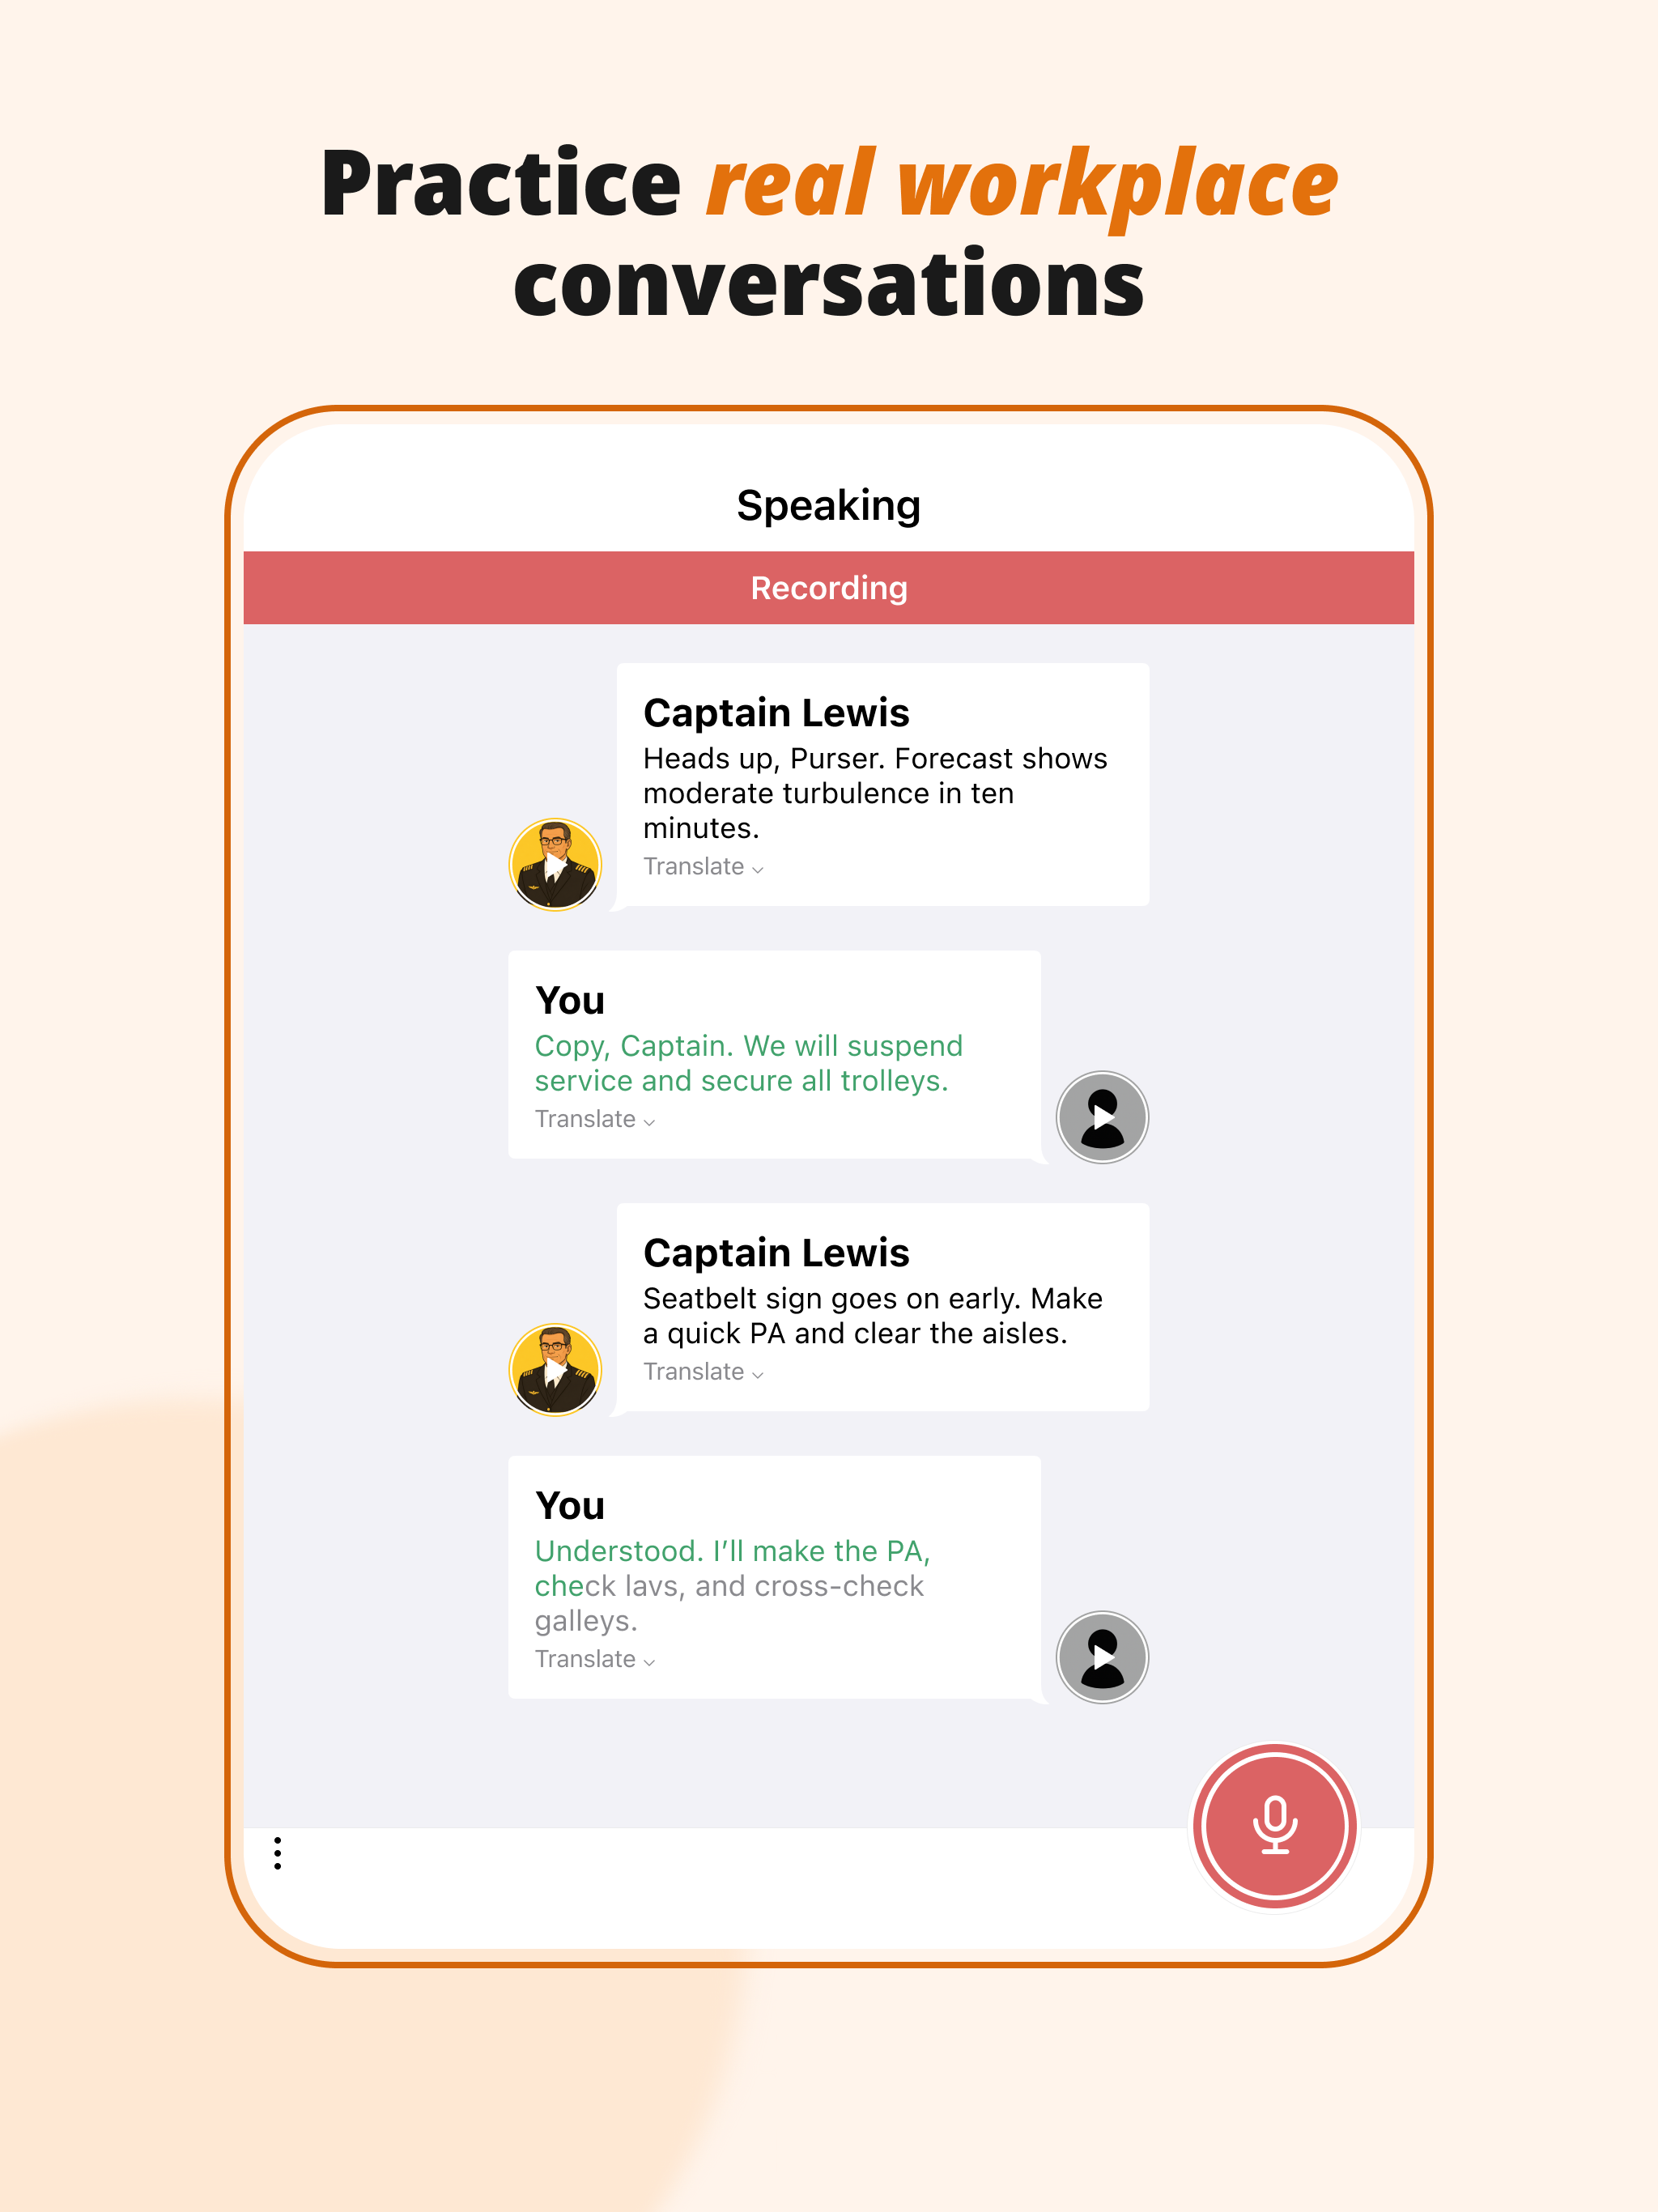 Practice real workplace
conversations
Speaking
Recording
Captain Lewis
Heads up, Purser. Forecast shows
moderate turbulence in ten
minutes.
Translate
You
Copy, Captain. We will suspend
service and secure all trolleys.
Translate
Captain Lewis
Seatbelt sign goes on early. Make
a quick PA and clear the aisles.
Translate
You
Understood. I’ll make the PA,
check lavs, and cross-check
galleys.
Translate